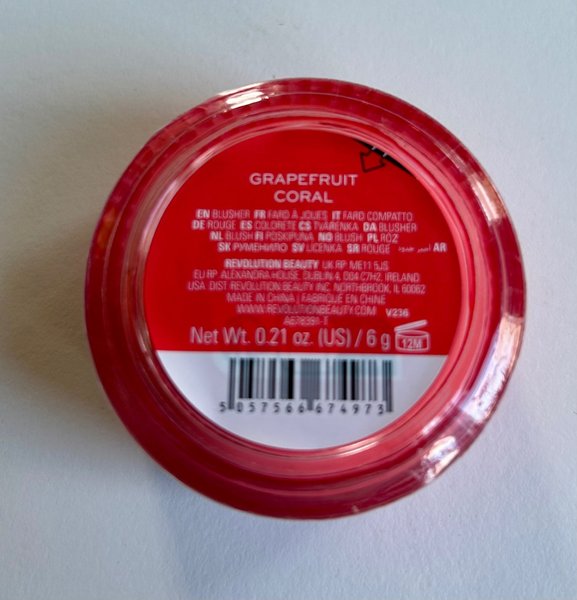 GRAPEFRUIT
CORAL
EN BLUSHER FR FARD À JOUES IT FARD COMPATTO
DE ROUGE ES COLORETE CS TVÁŘENKA DA BLUSHER
NL BLUSH FI POSKIPUNA NO BLUSH PL RÓŻ
SK РУМЕНИЛО SV LÍCENKA SR ROUGE أحمر خدود AR
REVOLUTION BEAUTY UK RP ME11 5JS
EU RP ALEXANDRA HOUSE, DUBLIN 4, D04 C7H2, IRELAND
USA DIST REVOLUTION BEAUTY INC. NORTHBROOK, IL 60062
MADE IN CHINA | FABRIQUÉ EN CHINE
WWW.REVOLUTIONBEAUTY.COM V236
A678391-T
Net Wt. 0.21 oz. (US) / 6 g 12M
5 057566 674973